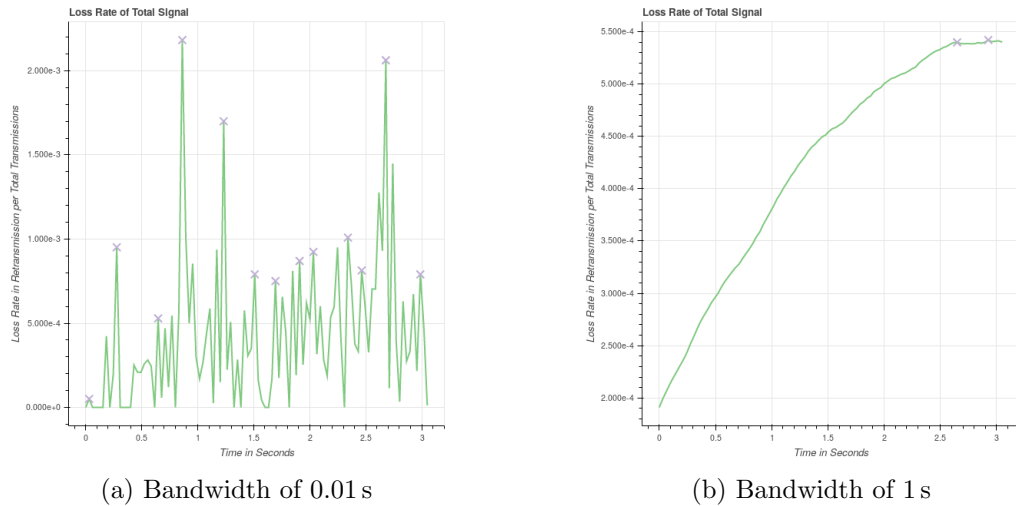 Loss Rate of Total Signal
2.000e-3
1.500e-3
1.000e-3
5.000e-4
0.000e+0
Loss Rate in Retransmission per Total Transmissions
0
0.5
1
1.5
2
2.5
3
Time in Seconds
(a) Bandwidth of 0.01 s
Loss Rate of Total Signal
5.500e-4
5.000e-4
4.500e-4
4.000e-4
3.500e-4
3.000e-4
2.500e-4
2.000e-4
Loss Rate in Retransmission per Total Transmissions
0
0.5
1
1.5
2
2.5
3
Time in Seconds
(b) Bandwidth of 1 s